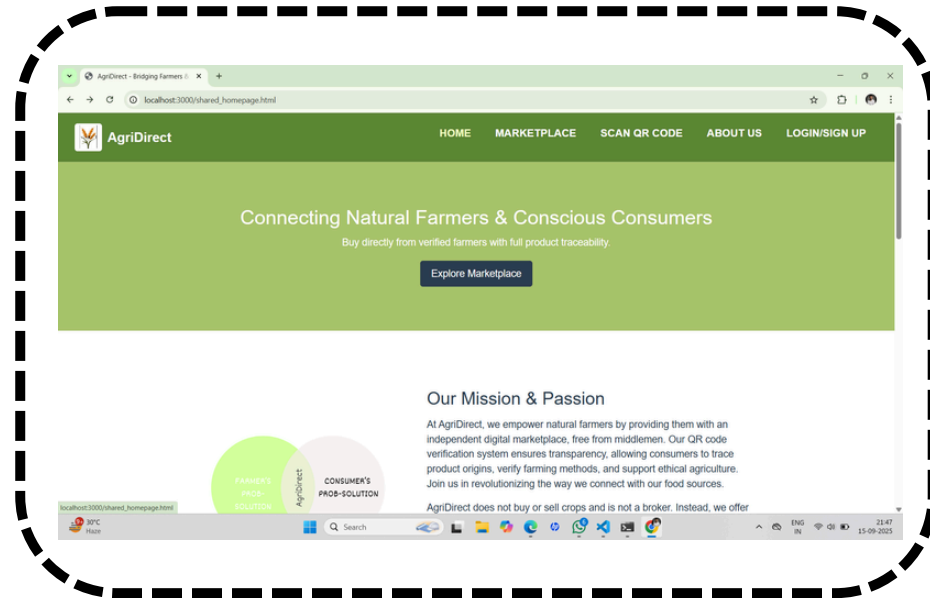 AgriDirect - Bridging Farmers &
localhost:3000/shared_homepage.html
AgriDirect
HOME MARKETPLACE SCAN QR CODE ABOUT US LOGIN/SIGN UP
Connecting Natural Farmers & Conscious Consumers
Buy directly from verified farmers with full product traceability.
Explore Marketplace
FARMER'S
PROB-
SOLUTION
AgriDirect
CONSUMER'S
PROB-SOLUTION
Our Mission & Passion
At AgriDirect, we empower natural farmers by providing them with an
independent digital marketplace, free from middlemen. Our QR code
verification system ensures transparency, allowing consumers to trace
product origins, verify farming methods, and support ethical agriculture.
Join us in revolutionizing the way we connect with our food sources.
AgriDirect does not buy or sell crops and is not a broker. Instead, we offer
localhost:3000/shared_homepage.html
30°C
Haze
Search
ENG
IN
21:47
15-09-2025